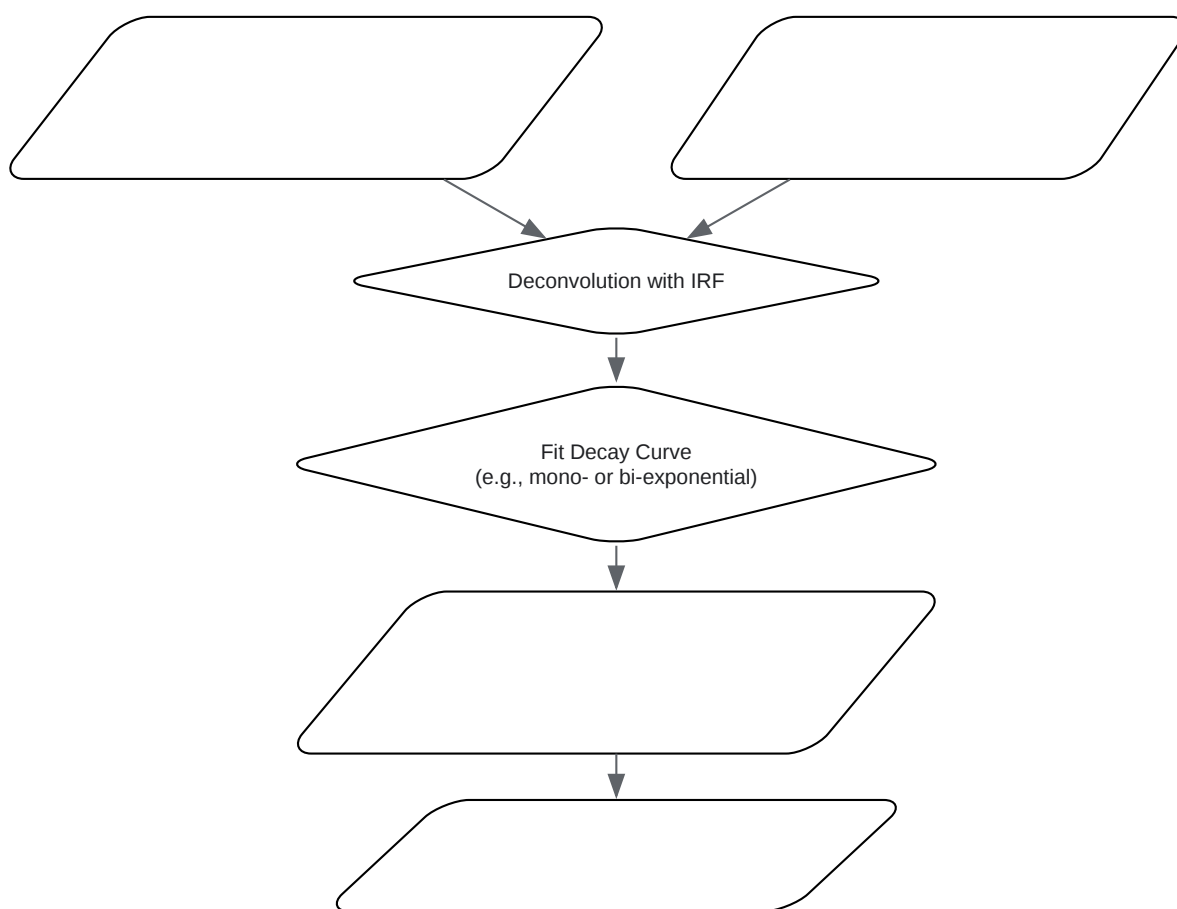 Deconvolution with IRF
Fit Decay Curve
(e.g., mono- or bi-exponential)